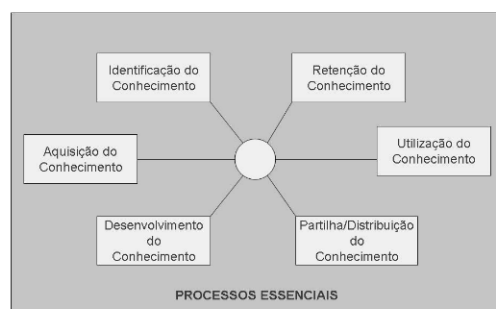 Identificação do
Conhecimento
Retenção do
Conhecimento
Aquisição do
Conhecimento
Utilização do
Conhecimento
Desenvolvimento
do
Conhecimento
Partilha/Distribuição
do
Conhecimento
PROCESSOS ESSENCIAIS